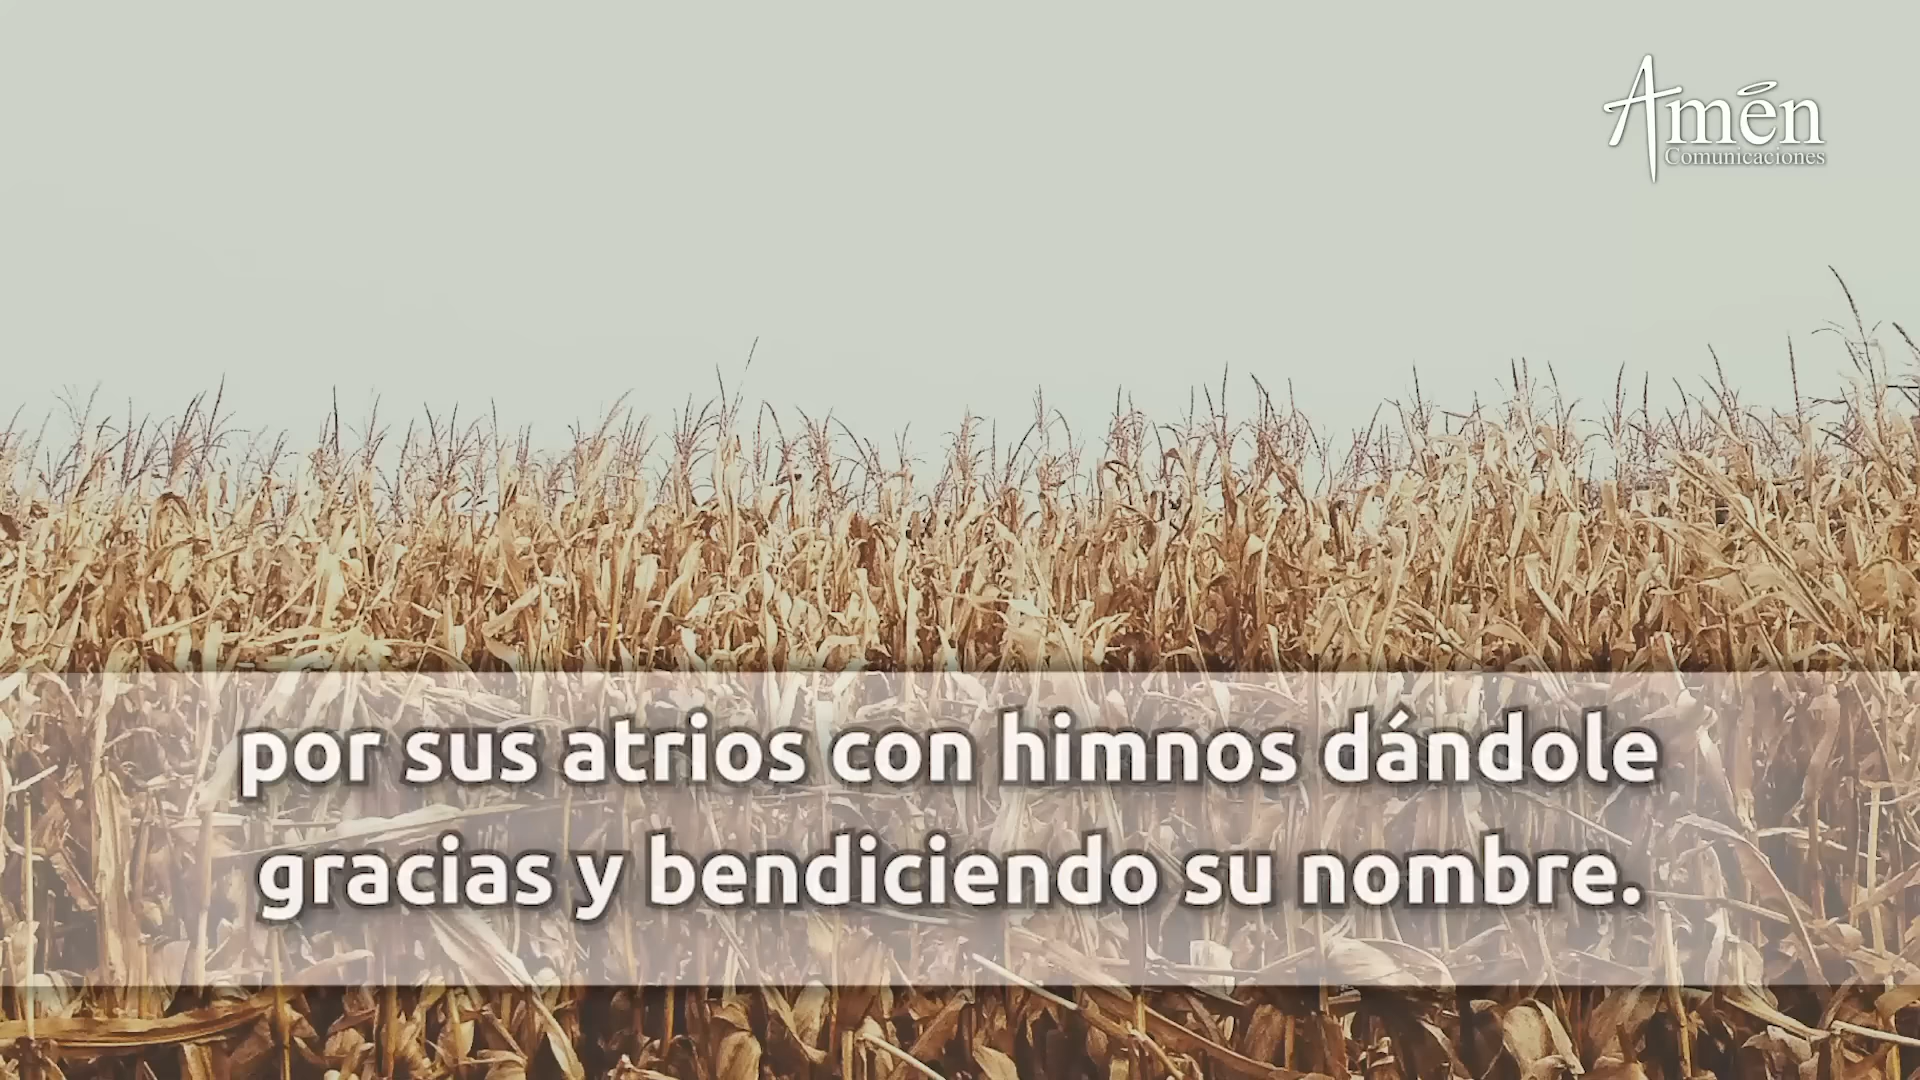 Amén
Comunicaciones
por sus atrios con himnos dándole
gracias y bendiciendo su nombre.